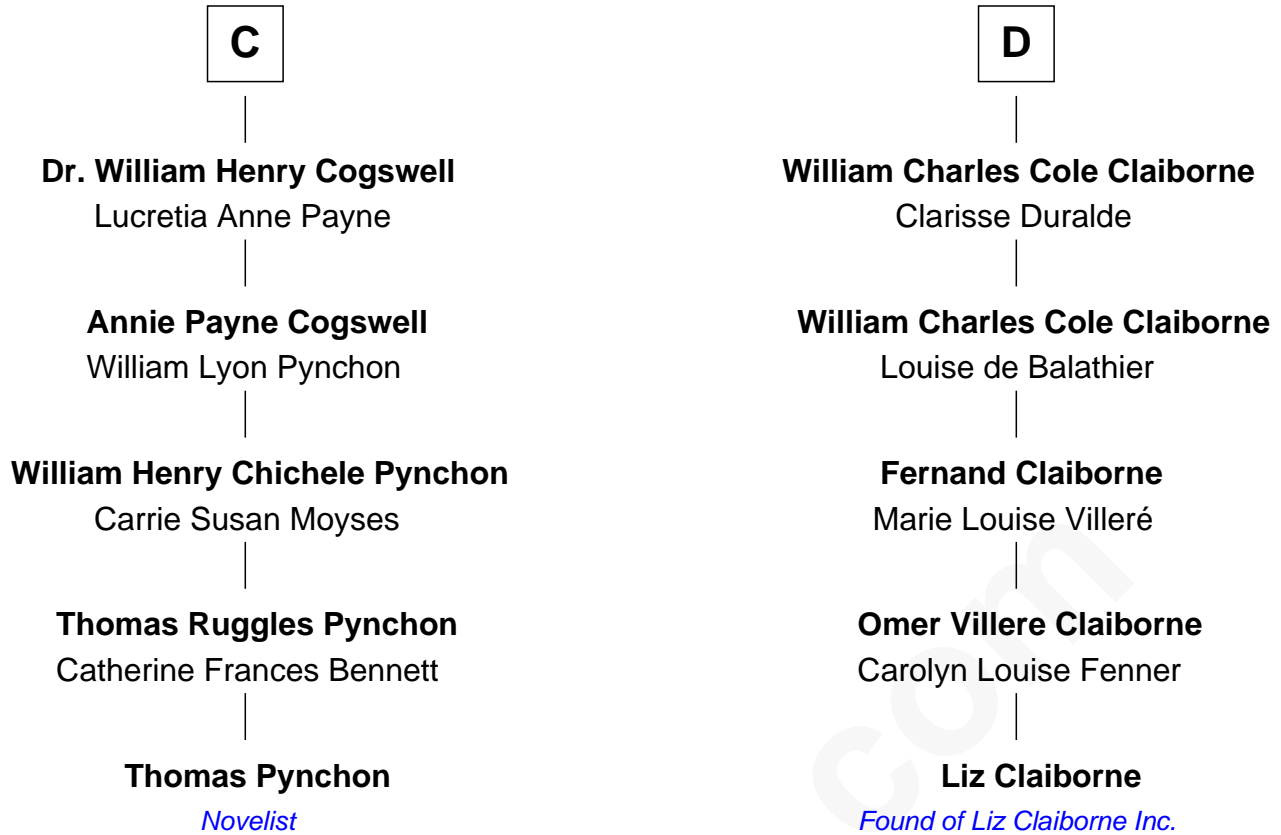 C
Dr. William Henry Cogswell
Lucretia Anne Payne
Annie Payne Cogswell
William Lyon Pynchon
William Henry Chichele Pynchon
Carrie Susan Moyses
Thomas Ruggles Pynchon
Catherine Frances Bennett
Thomas Pynchon
Novelist
D
William Charles Cole Claiborne
Clarisse Duralde
William Charles Cole Claiborne
Louise de Balathier
Fernand Claiborne
Marie Louise Villeré
Omer Villere Claiborne
Carolyn Louise Fenner
Liz Claiborne
Found of Liz Claiborne Inc.
com